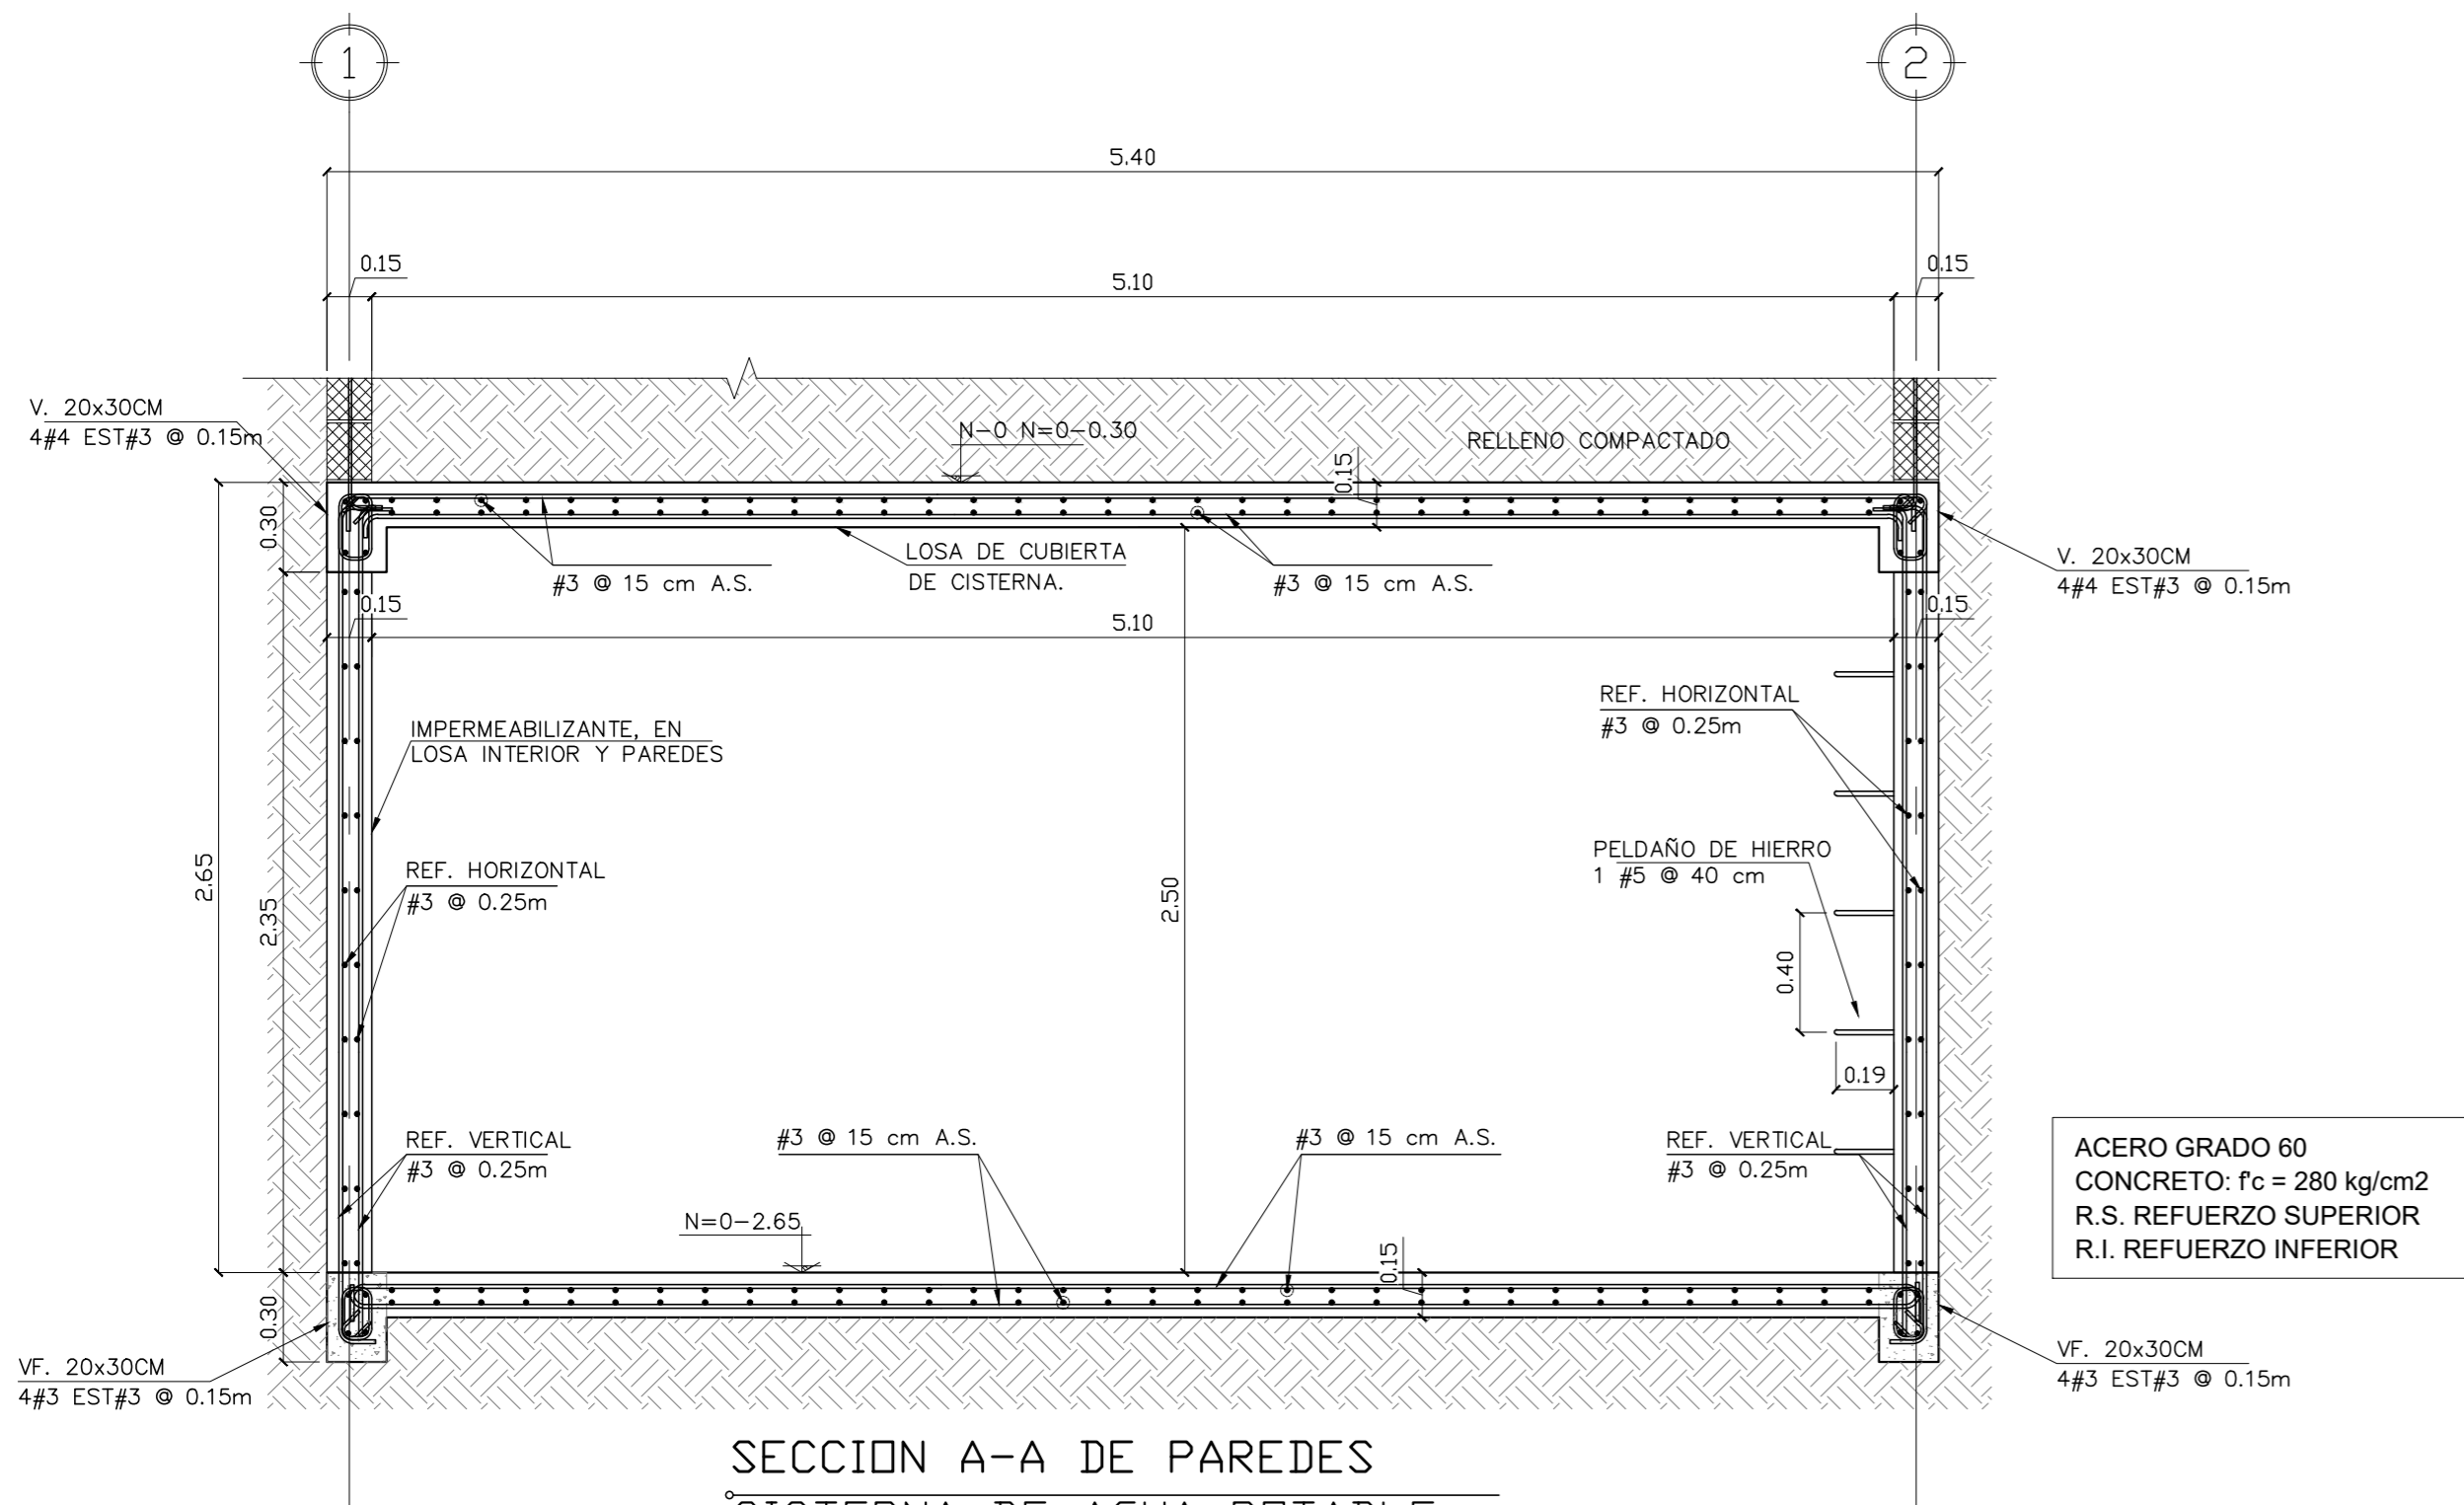 1
2
5.40
0.15
5.10
0.15
V. 20x30CM
4#4 EST#3 @ 0.15m
N-0 N=0-0.30
RELLENO COMPACTADO
0.15
0.30
LOSA DE CUBIERTA
DE CISTERNA.
#3 @ 15 cm A.S.
#3 @ 15 cm A.S.
V. 20x30CM
4#4 EST#3 @ 0.15m
0.15
5.10
0.15
IMPERMEABILIZANTE, EN
LOSA INTERIOR Y PAREDES
REF. HORIZONTAL
#3 @ 0.25m
PELDAÑO DE HIERRO
1 #5 @ 40 cm
2.65
2.35
REF. HORIZONTAL
#3 @ 0.25m
2.50
0.40
0.19
REF. VERTICAL
#3 @ 0.25m
#3 @ 15 cm A.S.
#3 @ 15 cm A.S.
REF. VERTICAL
#3 @ 0.25m
N=0-2.65
0.15
0.30
ACERO GRADO 60
CONCRETO: f'c = 280 kg/cm2
R.S. REFUERZO SUPERIOR
R.I. REFUERZO INFERIOR
VF. 20x30CM
4#3 EST#3 @ 0.15m
VF. 20x30CM
4#3 EST#3 @ 0.15m
SECCION A-A DE PAREDES
CISTERNA DE AGUA POTABLE